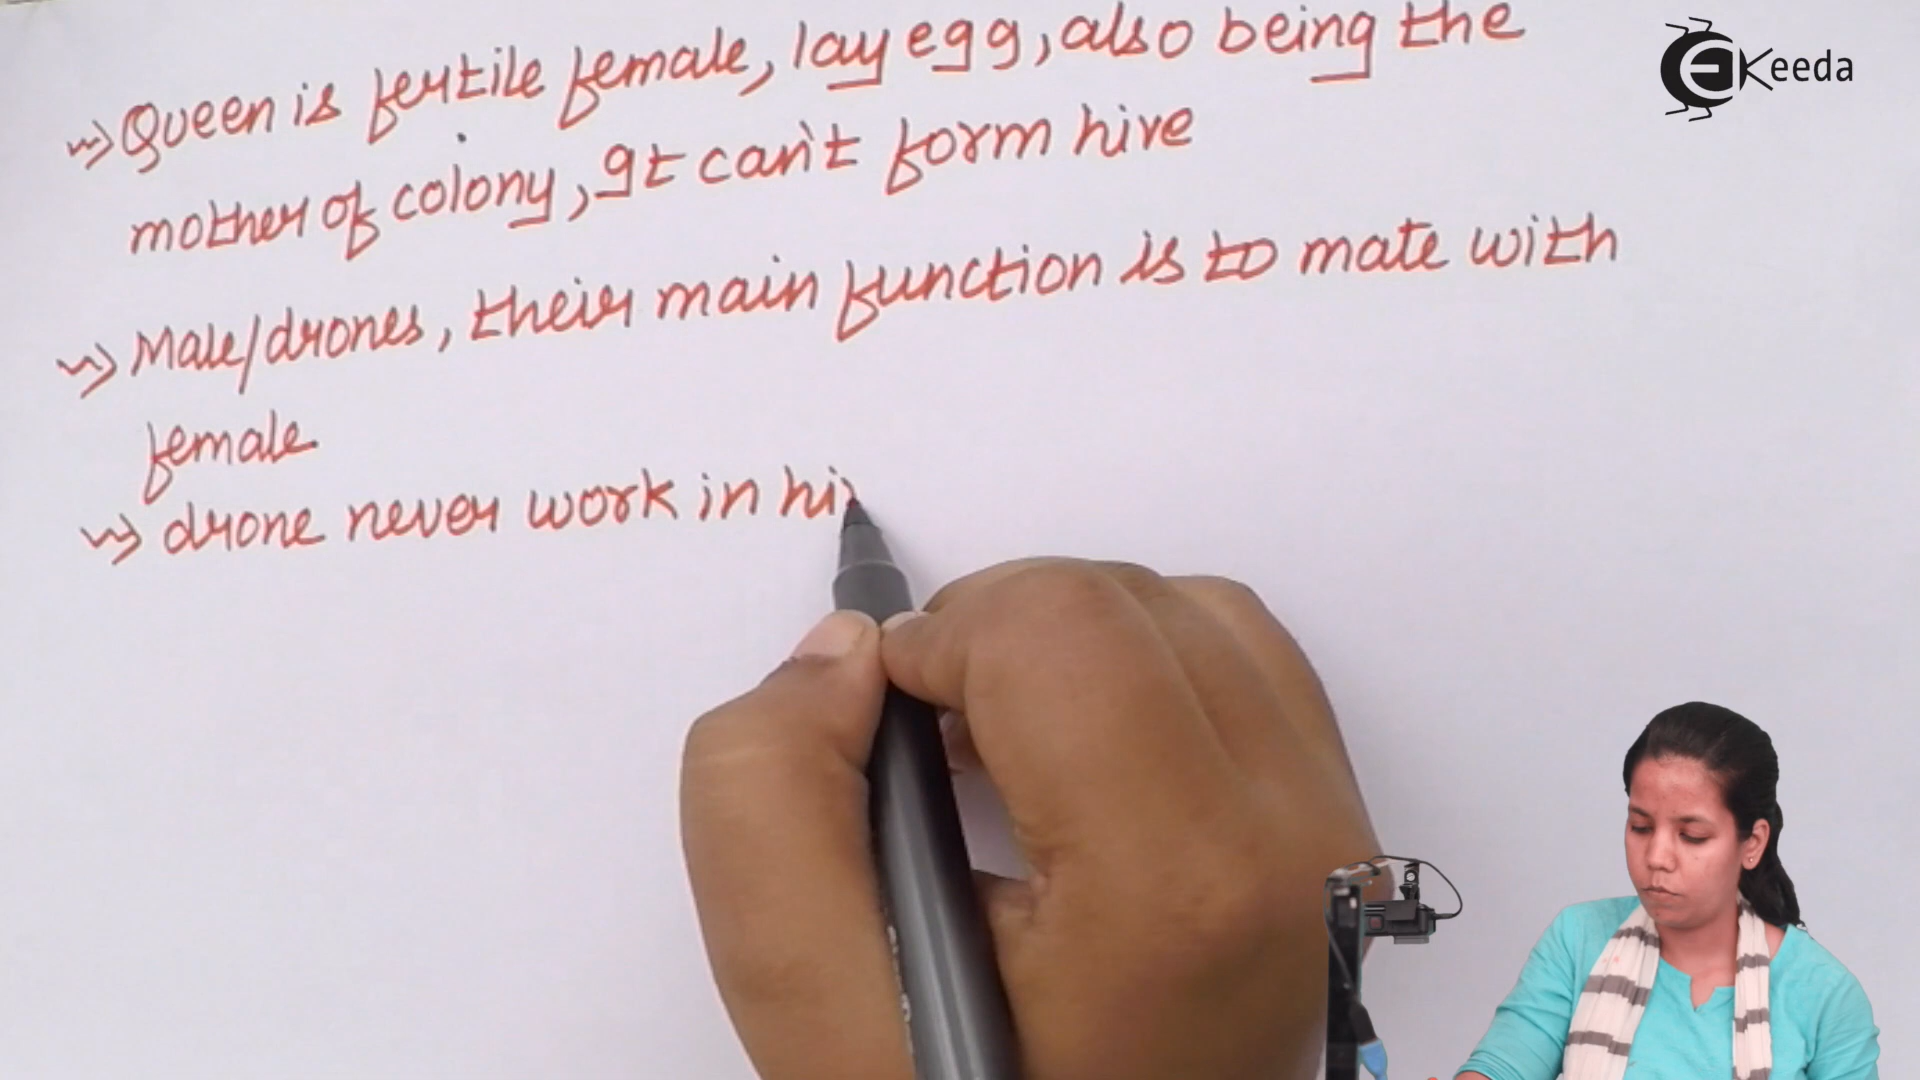 Queen is fertile female, lay egg, also being the
mother of colony, It can't form hive
Male/drones, their main function is to mate with
female
drone never work in hi
EKeeda